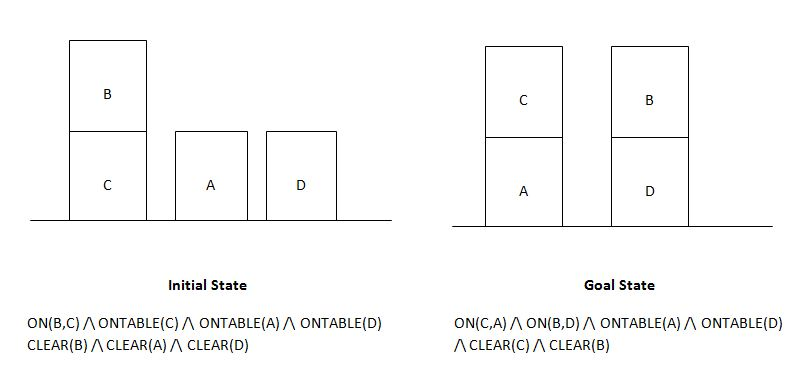 B
C
A
D
C
B
A
D
Initial State
Goal State
ON(B,C) /\ ONTABLE(C) /\ ONTABLE(A) /\ ONTABLE(D)
CLEAR(B) /\ CLEAR(A) /\ CLEAR(D)
ON(C,A) /\ ON(B,D) /\ ONTABLE(A) /\ ONTABLE(D)
/\ CLEAR(C) /\ CLEAR(B)